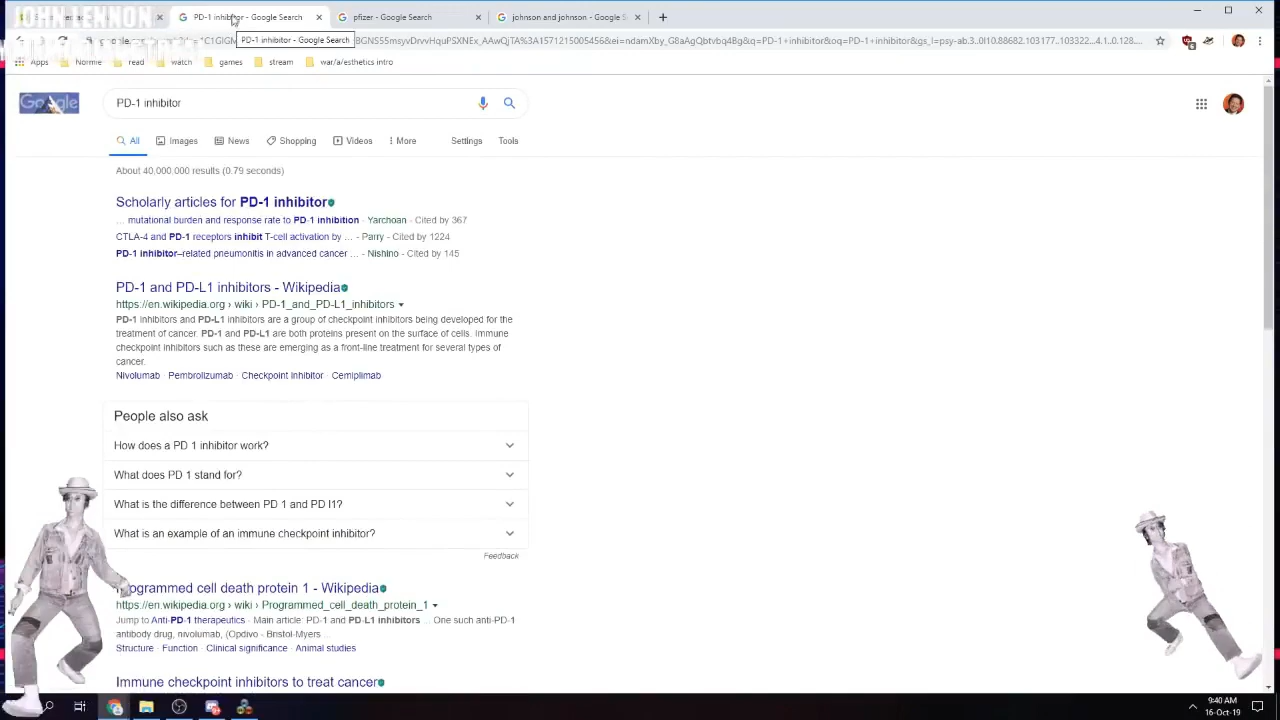 JOHN LENNON
PD-1 inhibitor - Google Search
pfizer - Google Search
johnson and johnson - Google S
PD-1 inhibitor - Google Search
Apps
Normie
read
watch
games
stream
war/a/esthetics intro
Google
PD-1 inhibitor
All
Images
News
Shopping
Videos
More
Settings
Tools
About 40,000,000 results (0.79 seconds)
Scholarly articles for PD-1 inhibitor
... mutational burden and response rate to PD-1 inhibition - Yarchoan - Cited by 367
CTLA-4 and PD-1 receptors inhibit T-cell activation by ... - Parry - Cited by 1224
PD-1 inhibitor–related pneumonitis in advanced cancer ... - Nishino - Cited by 145
PD-1 and PD-L1 inhibitors - Wikipedia
https://en.wikipedia.org › wiki › PD-1_and_PD-L1_inhibitors
PD-1 inhibitors and PD-L1 inhibitors are a group of checkpoint inhibitors being developed for the
treatment of cancer. PD-1 and PD-L1 are both proteins present on the surface of cells. Immune
checkpoint inhibitors such as these are emerging as a front-line treatment for several types of
cancer.
Nivolumab · Pembrolizumab · Checkpoint inhibitor · Cemiplimab
People also ask
How does a PD 1 inhibitor work?
What does PD 1 stand for?
What is the difference between PD 1 and PD l1?
What is an example of an immune checkpoint inhibitor?
Feedback
Programmed cell death protein 1 - Wikipedia
https://en.wikipedia.org › wiki › Programmed_cell_death_protein_1
Jump to Anti-PD-1 therapeutics - Main article: PD-1 and PD-L1 inhibitors ... One such anti-PD-1
antibody drug, nivolumab, (Opdivo - Bristol-Myers ...
Structure · Function · Clinical significance · Animal studies
Immune checkpoint inhibitors to treat cancer
9:40 AM
16-Oct-19